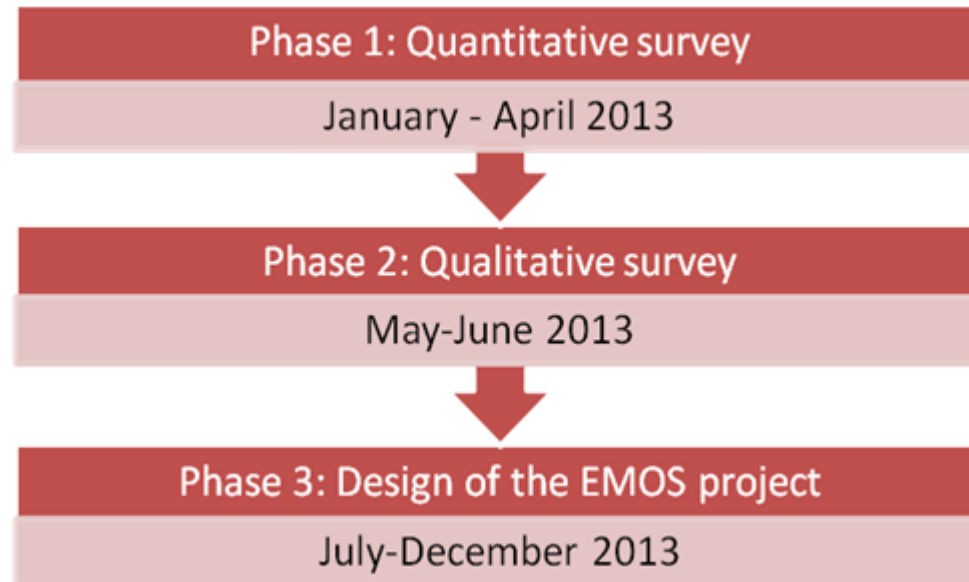 Phase 1: Quantitative survey
January - April 2013
Phase 2: Qualitative survey
May-June 2013
Phase 3: Design of the EMOS project
July-December 2013